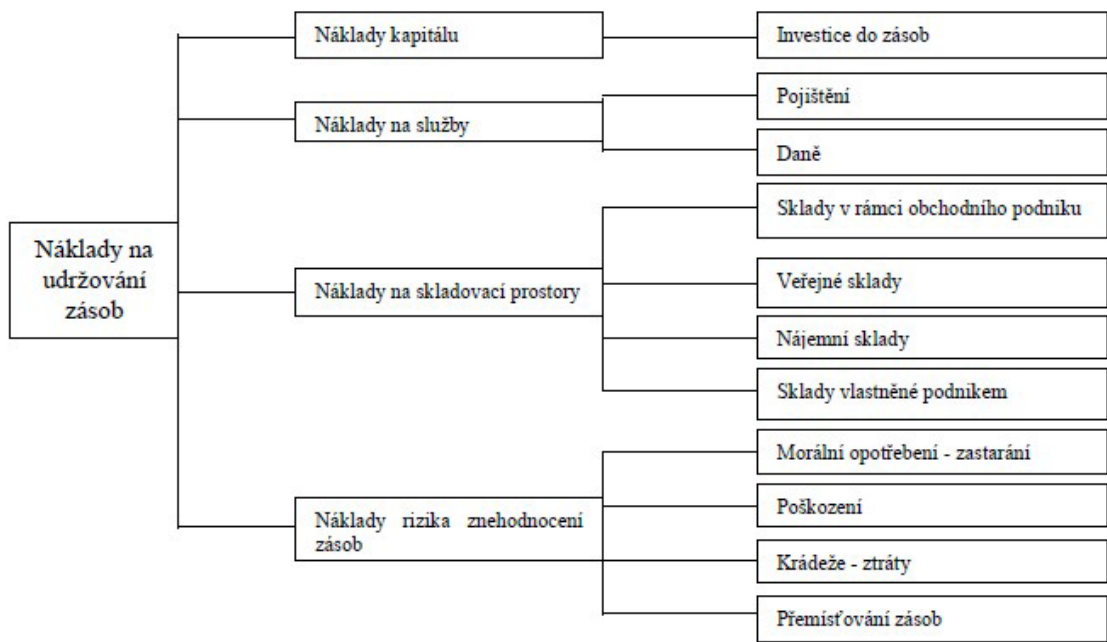 Náklady kapitálu
Investice do zásob
Pojištění
Náklady na služby
Daně
Sklady v rámci obchodního podniku
Náklady na
udržování
zásob
Náklady na skladovací prostory
Veřejné sklady
Nájemní sklady
Sklady vlastněné podnikem
Morální opotřebení - zastarání
Náklady rizika znehodnocení
zásob
Poškození
Krádeže - ztráty
Přemísťování zásob